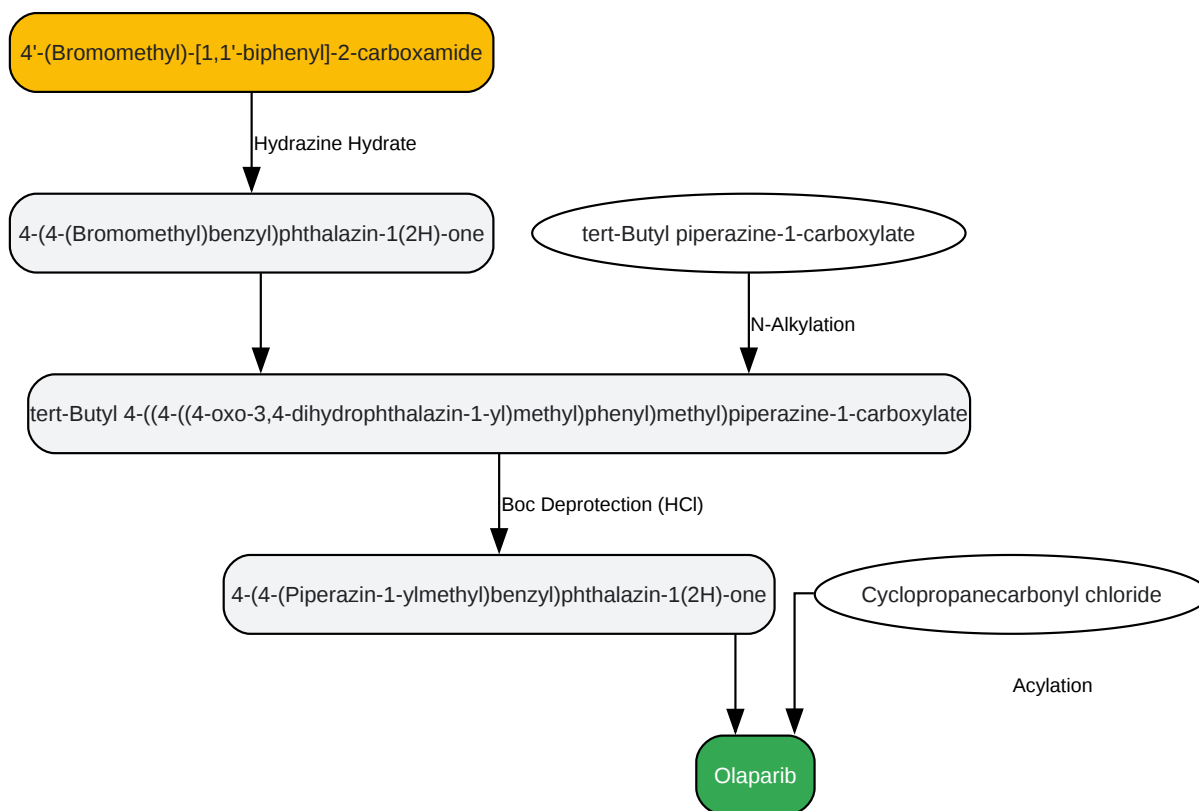 4'-(Bromomethyl)-[1,1'-biphenyl]-2-carboxamide
Hydrazine Hydrate
4-(4-(Bromomethyl)benzyl)phthalazin-1(2H)-one
tert-Butyl piperazine-1-carboxylate
N-Alkylation
tert-Butyl 4-((4-((4-oxo-3,4-dihydrophthalazin-1-yl)methyl)phenyl)methyl)piperazine-1-carboxylate
Boc Deprotection (HCl)
4-(4-(Piperazin-1-ylmethyl)benzyl)phthalazin-1(2H)-one
Cyclopropanecarbonyl chloride
Acylation
Olaparib